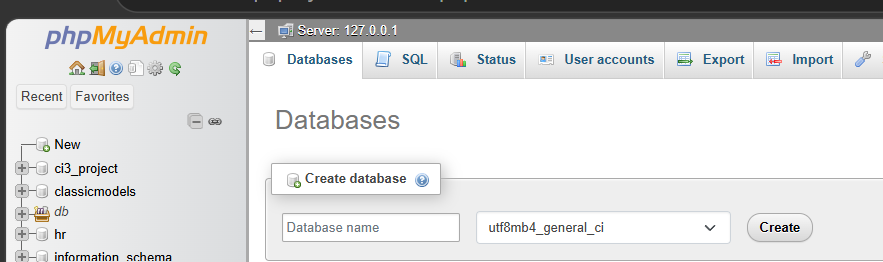 phpMyAdmin
Recent Favorites
New
ci3_project
classicmodels
db
hr
information_schema
Server: 127.0.0.1
Databases SQL Status User accounts Export Import
Databases
Create database
Database name utf8mb4_general_ci Create